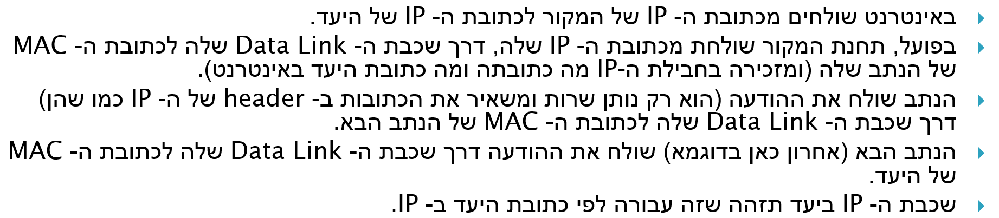 באינטרנט שולחים מכתובת ה- IP של המקור לכתובת ה- IP של היעד.
בפועל, תחנת המקור שולחת מכתובת ה- IP שלה, דרך שכבת ה- Data Link שלה לכתובת ה- MAC
של הנתב שלה (ומזכירה בחבילת ה-IP מה כתובתה ומה כתובת היעד באינטרנט).
הנתב שולח את ההודעה (הוא רק נותן שרות ומשאיר את הכתובות ב- header של ה- IP כמו שהן)
דרך שכבת ה- Data Link שלה לכתובת ה- MAC של הנתב הבא.
הנתב הבא (אחרון כאן בדוגמא) שולח את ההודעה דרך שכבת ה- Data Link שלה לכתובת ה- MAC
של היעד.
שכבת ה- IP ביעד תזהה שזה עבורה לפי כתובת היעד ב- IP.